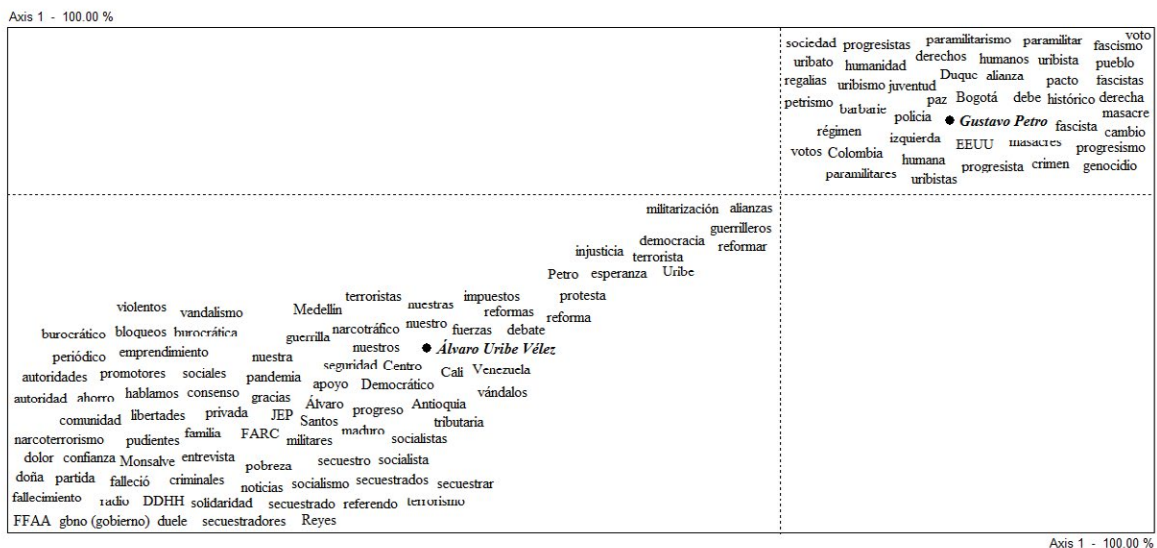 Axis 1 - 100.00 %
voto
sociedad progresistas paramilitarismo paramilitar fascismo
uribato humanidad derechos humanos uribista pueblo
regalias uribismo juventud Duque alianza pacto fascistas
petrismo barbarie paz Bogotá debe histórico derecha
policia Gustavo Petro fascista masacre
régimen izquierda EEUU masacres cambio
votos Colombia humana progresista crimen progresismo genocidio
paramilitares uribistas
militarización alianzas
guerrilleros
injusticia democracia reformar
terrorista
Petro esperanza Uribe
violentos vandalismo Medellin terroristas nuestras impuestos protesta
burocrático bloqueos burocrática guerrilla narcotráfico nuestro fuerzas reformas debate reforma
periódico emprendimiento nuestra nuestros Álvaro Uribe Vélez
autoridades promotores sociales pandemia seguridad Centro Cali Venezuela
autoridad ahorro hablamos consenso gracias apoyo Democrático vándalos
comunidad libertades privada JEP Álvaro Santos progreso Antioquia tributaria
narcoterrorismo pudientes familia FARC militares maduro socialistas
dolor confianza Monsalve entrevista pobreza secuestro socialista
doña partida falleció criminales noticias socialismo secuestrados secuestrar
fallecimiento radio DDHH solidaridad secuestrado referendo terrorismo
FFAA gbno (gobierno) duele secuestradores Reyes
Axis 1 - 100.00 %